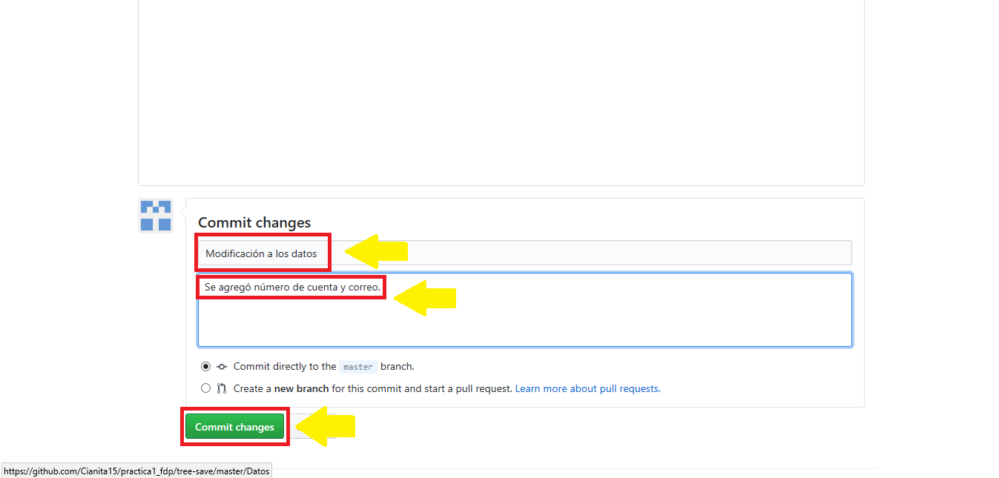 Commit changes
Modificación a los datos
Se agregó número de cuenta y correo.
Commit directly to the master branch.
Create a new branch for this commit and start a pull request. Learn more about pull requests.
Commit changes
https://github.com/Cianita15/practica1_fdp/tree-save/master/Datos